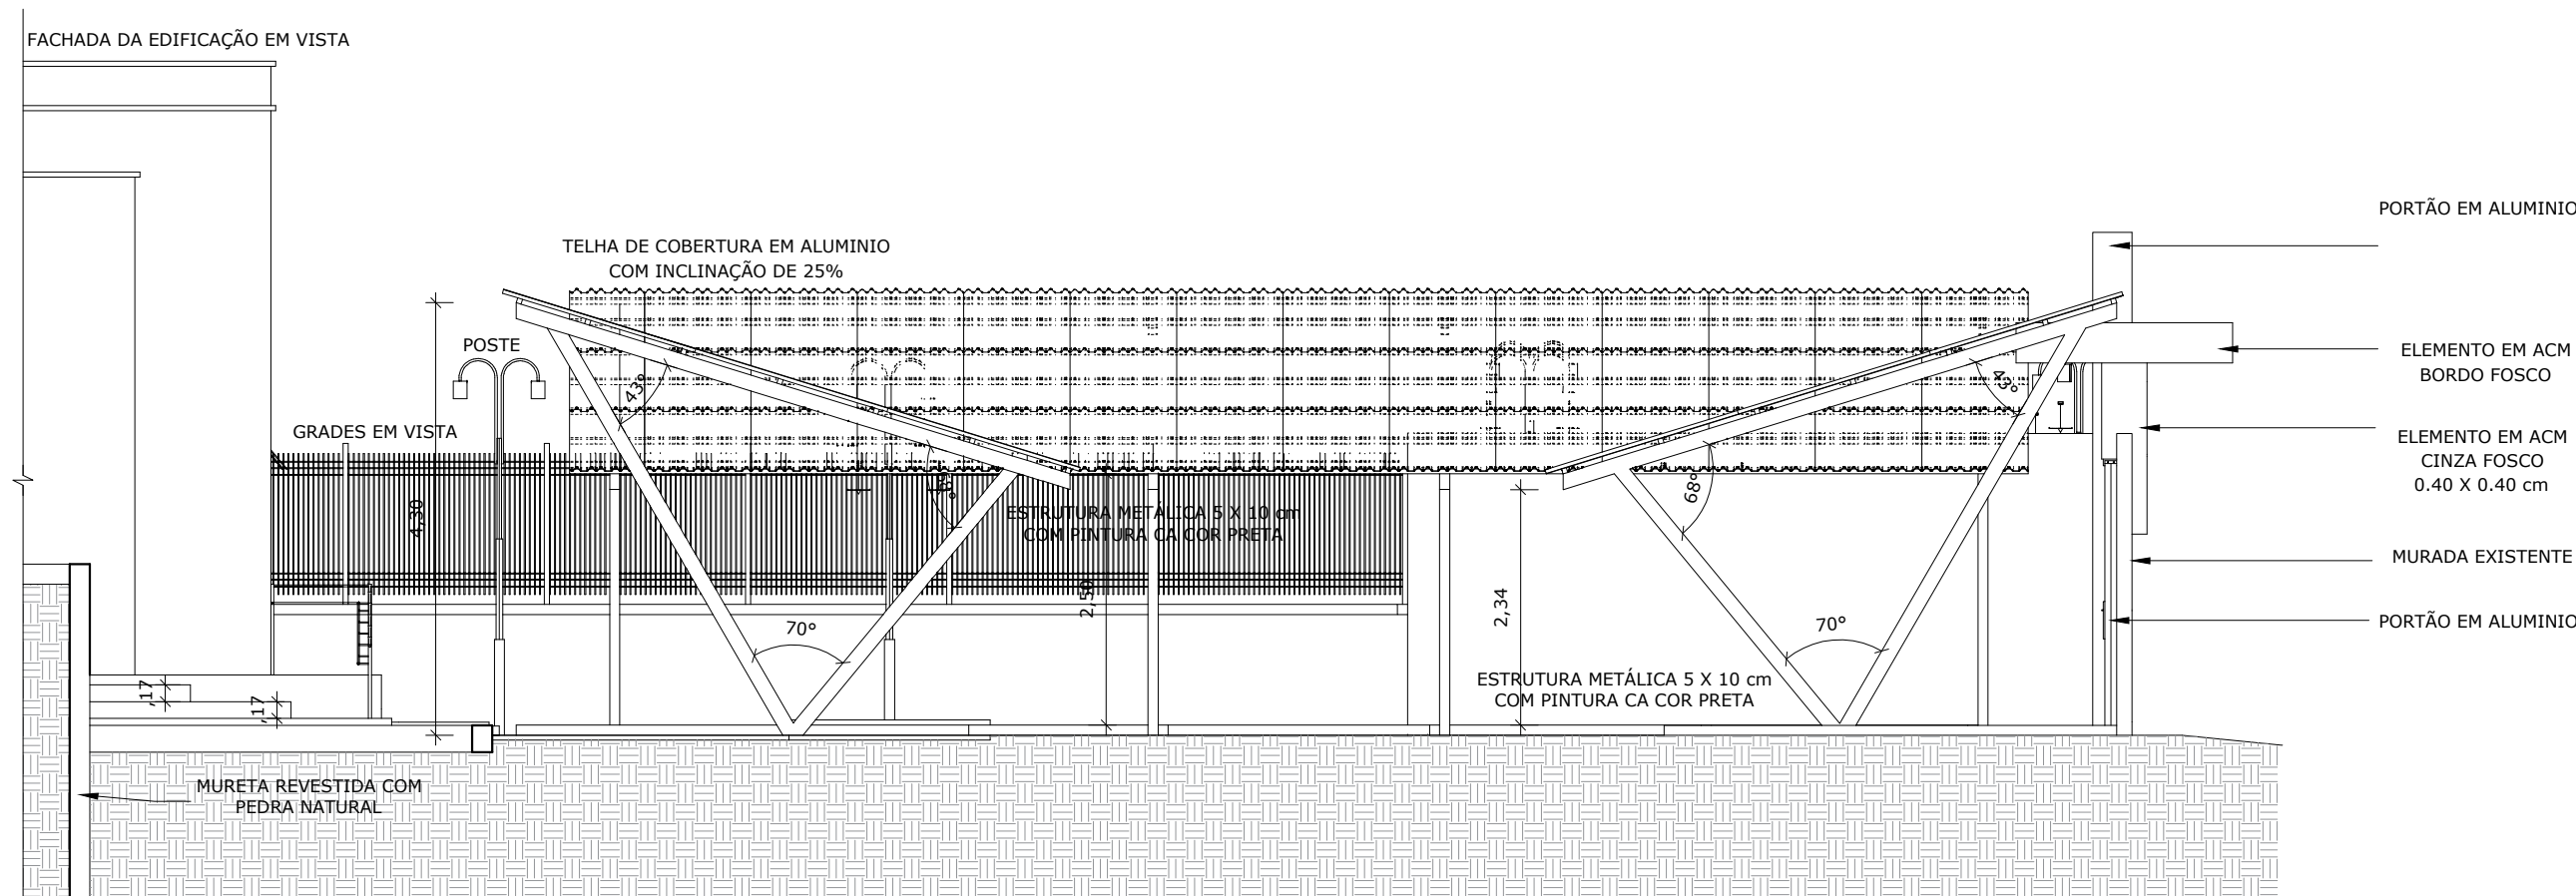 FACHADA DA EDIFICAÇÃO EM VISTA
PORTÃO EM ALUMINIO
TELHA DE COBERTURA EM ALUMINIO
COM INCLINAÇÃO DE 25%
POSTE
ELEMENTO EM ACM
BORDO FOSCO
43°
43°
GRADES EM VISTA
ELEMENTO EM ACM
CINZA FOSCO
0.40 X 0.40 cm
68°
68°
4,30
ESTRUTURA METÁLICA 5 X 10 cm
COM PINTURA CA COR PRETA
MURADA EXISTENTE
2,50
2,34
70°
70°
PORTÃO EM ALUMINIO
ESTRUTURA METÁLICA 5 X 10 cm
COM PINTURA CA COR PRETA
,17
,17
MURETA REVESTIDA COM
PEDRA NATURAL